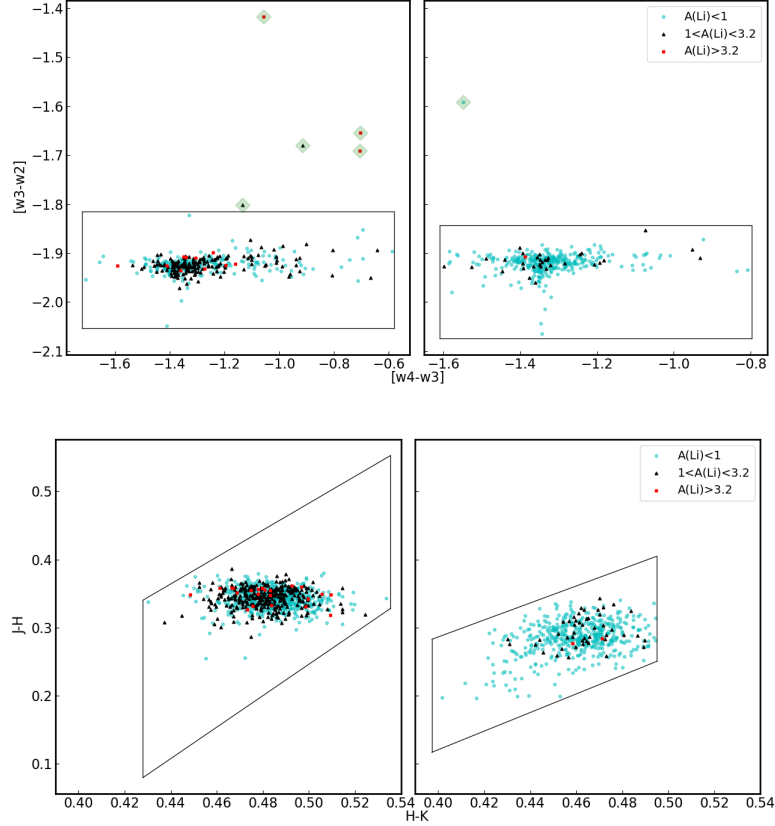 −1.4
−1.5
−1.6
−1.7
−1.8
−1.9
−2.0
−2.1
[w3-w2]
A(Li)<1
1<A(Li)<3.2
A(Li)>3.2
−1.6 −1.4 −1.2 −1.0 −0.8 −0.6 −1.6 −1.4 −1.2 −1.0 −0.8
[w4-w3]
0.5
0.4
0.3
0.2
0.1
J-H
A(Li)<1
1<A(Li)<3.2
A(Li)>3.2
0.40 0.42 0.44 0.46 0.48 0.50 0.52 0.54 0.40 0.42 0.44 0.46 0.48 0.50 0.52 0.54
H-K